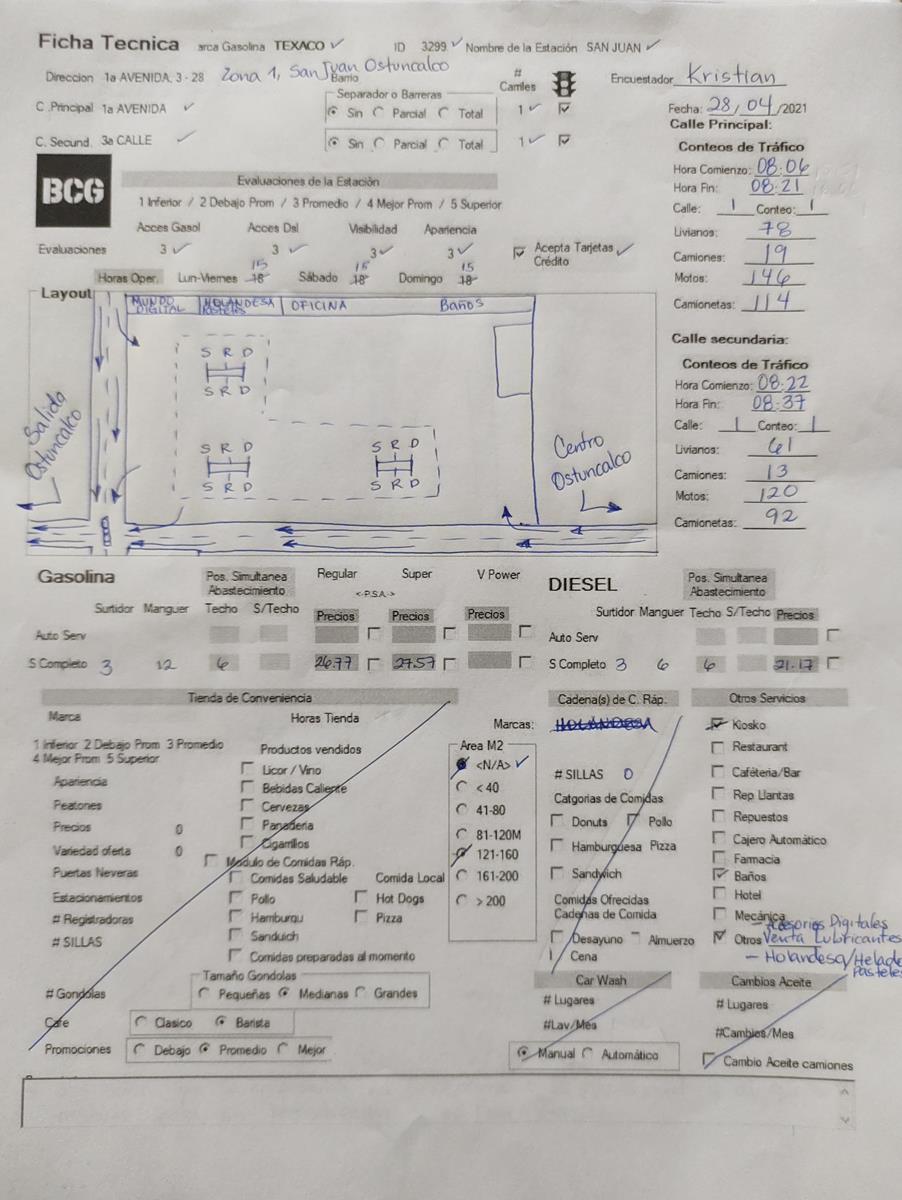 Ficha Tecnica arca Gasolina TEXACO ID 3299 Nombre de la Estación SAN JUAN
Direccion 1a AVENIDA, 3 - 28 Zona 1, San Juan Ostuncalco Barrio # Carriles Encuestador Kristian
Separador o Barreras
C .Principal 1a AVENIDA Sin Parcial Total 1 Fecha: 28/04/2021
C. Secund. 3a CALLE Sin Parcial Total 1 Calle Principal:
Conteos de Tráfico
Hora Comienzo: 08:06
Hora Fin: 08:21
Calle: 1 Conteo: 1
Livianos: 78
Camiones: 19
Motos: 146
Camionetas: 114
BCG
Evaluaciones de la Estación
1 Inferior / 2 Debajo Prom / 3 Promedio / 4 Mejor Prom / 5 Superior
Acces Gasol Acces Dsl Visibilidad Apariencia
Evaluaciones 3 3 3 3 Acepta Tarjetas Crédito
Horas Oper. Lun-Viernes 15 18 Sábado 15 18 Domingo 15 18
Layout
MUNDO DIGITAL HOLANDESA PASTELES OFICINA BAÑOS
S R D
S R D
S R D S R D
S R D S R D
Salida Ostuncalco
Centro Ostuncalco
Calle secundaria:
Conteos de Tráfico
Hora Comienzo: 08:22
Hora Fin: 08:37
Calle: 1 Conteo: 1
Livianos: 61
Camiones: 13
Motos: 120
Camionetas: 92
Gasolina Pos. Simultanea Abastecimiento Regular Super V Power DIESEL Pos. Simultanea Abastecimiento
<-P.S.A.->
Surtidor Manguer Techo S/Techo Precios Precios Precios Surtidor Manguer Techo S/Techo Precios
Auto Serv Auto Serv
S Completo 3 12 6 26.77 27.57 S Completo 3 6 6 21.17
Tienda de Conveniencia
Marca Horas Tienda
1 Inferior 2 Debajo Prom 3 Promedio
4 Mejor Prom 5 Superior
Apariencia
Peatones
Precios 0
Variedad oferta 0
Puertas Neveras
Estacionamientos
# Registradoras
# SILLAS
# Gondolas
Cafe Clasico Barista
Promociones Debajo Promedio Mejor
Productos vendidos
Licor / Vino
Bebidas Caliente
Cervezas
Panaderia
Cigarrillos
Modulo de Comidas Ráp.
Comidas Saludable Comida Local
Pollo Hot Dogs
Hamburgu Pizza
Sanduich
Comidas preparadas al momento
Tamaño Gondolas
Pequeñas Medianas Grandes
Area M2
<N/A>
< 40
41-80
81-120M
121-160
161-200
> 200
Cadena(s) de C. Ráp.
Marcas: HOLANDESA
# SILLAS 0
Catgorias de Comidas
Donuts Pollo
Hamburguesa Pizza
Sandwich
Comidas Ofrecidas
Cadenas de Comida
Desayuno Almuerzo
Cena
Car Wash
# Lugares
#Lav/Mes
Manual Automático
Otros Servicios
Kiosko
Restaurant
Caféteria/Bar
Rep Llantas
Repuestos
Cajero Automático
Farmacia
Baños
Hotel
Mecánica
- Acesorios Digitales
Otros Venta Lubricantes
- Holandesa/Helade
Pasteles
Cambios Aceite
# Lugares
#Cambios/Mes
Cambio Aceite camiones